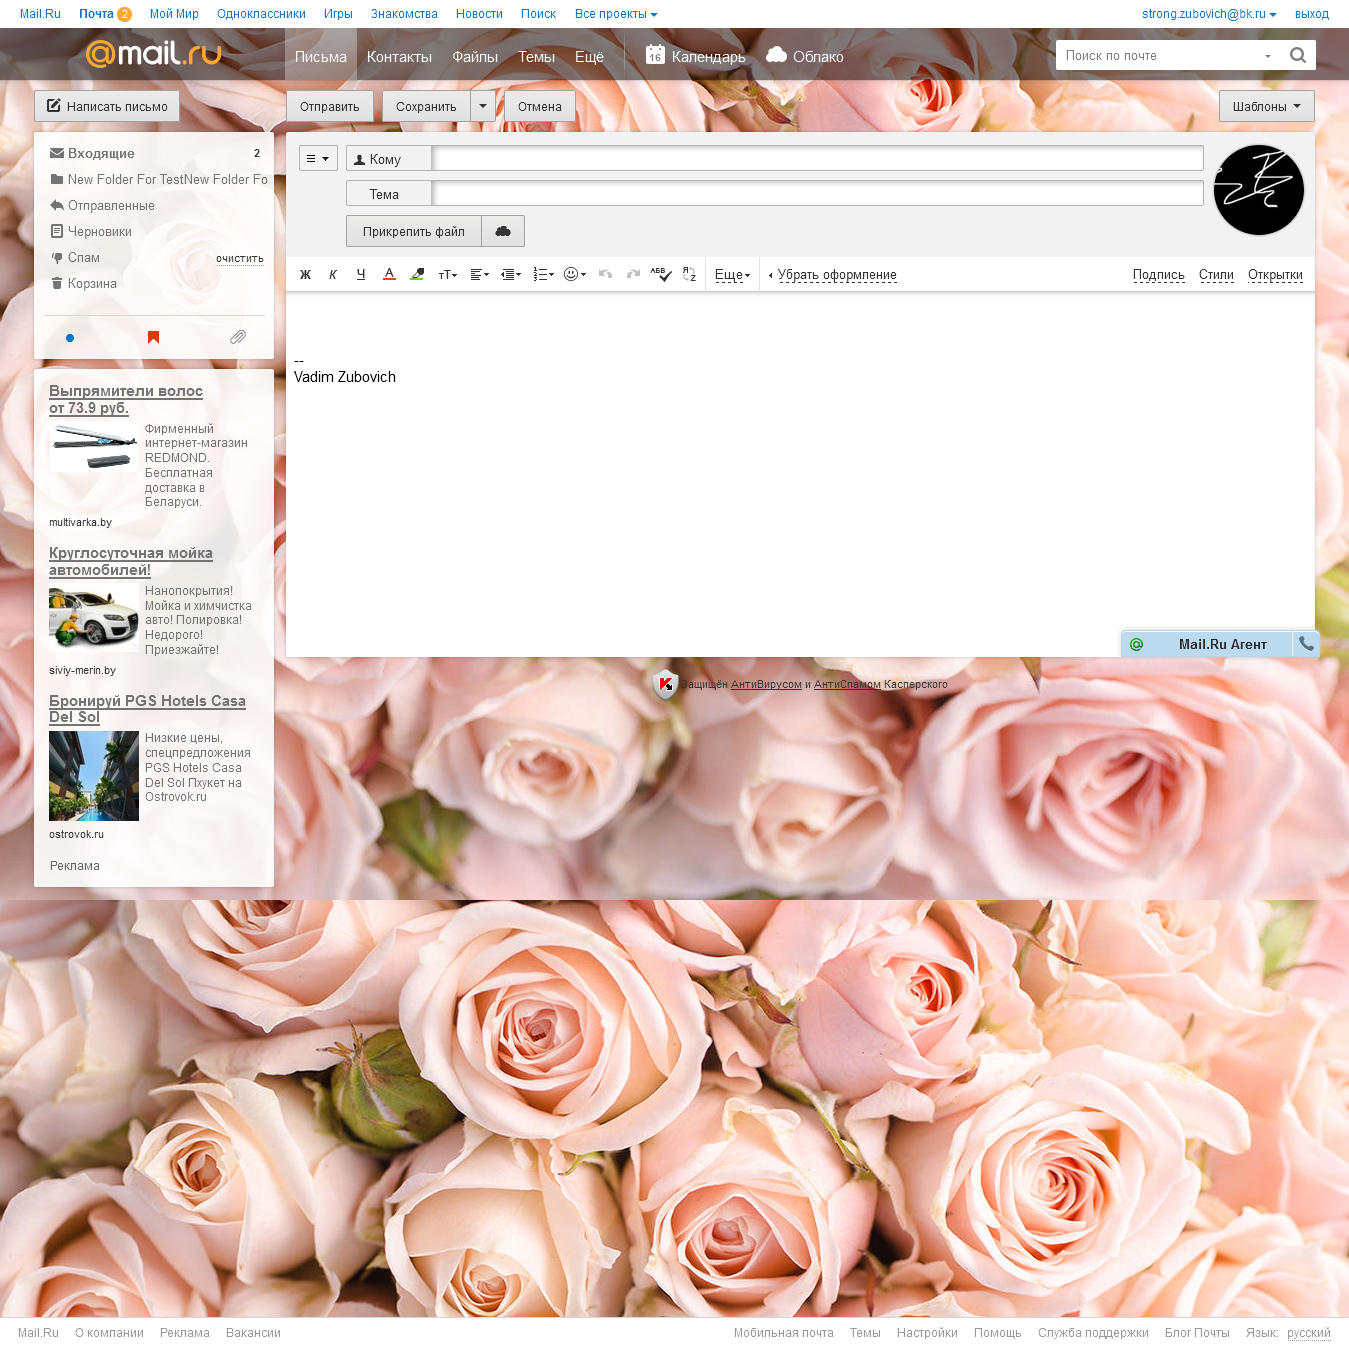 Mail.Ru Почта 2 Мой Мир Одноклассники Игры Знакомства Новости Поиск Все проекты strong.zubovich@bk.ru выход
@mail.ru Письма Контакты Файлы Темы Ещё 16 Календарь Облако Поиск по почте
Написать письмо Отправить Сохранить Отмена Шаблоны
Входящие 2
New Folder For TestNew Folder Fo
Отправленные
Черновики
Спам очистить
Корзина
Кому
Тема
Прикрепить файл
Ж К Ч А тТ АБВ Еще Убрать оформление Подпись Стили Открытки
--
Vadim Zubovich
Выпрямители волос
от 73.9 руб.
Фирменный
интернет-магазин
REDMOND.
Бесплатная
доставка в
Беларуси.
multivarka.by
Круглосуточная мойка
автомобилей!
Нанопокрытия!
Мойка и химчистка
авто! Полировка!
Недорого!
Приезжайте!
siviy-merin.by
Бронируй PGS Hotels Casa
Del Sol
Низкие цены,
спецпредложения
PGS Hotels Casa
Del Sol Пхукет на
Ostrovok.ru
ostrovok.ru
Реклама
Mail.Ru Агент
Защищён АнтиВирусом и АнтиСпамом Касперского
Mail.Ru О компании Реклама Вакансии Мобильная почта Темы Настройки Помощь Служба поддержки Блог Почты Язык: русский